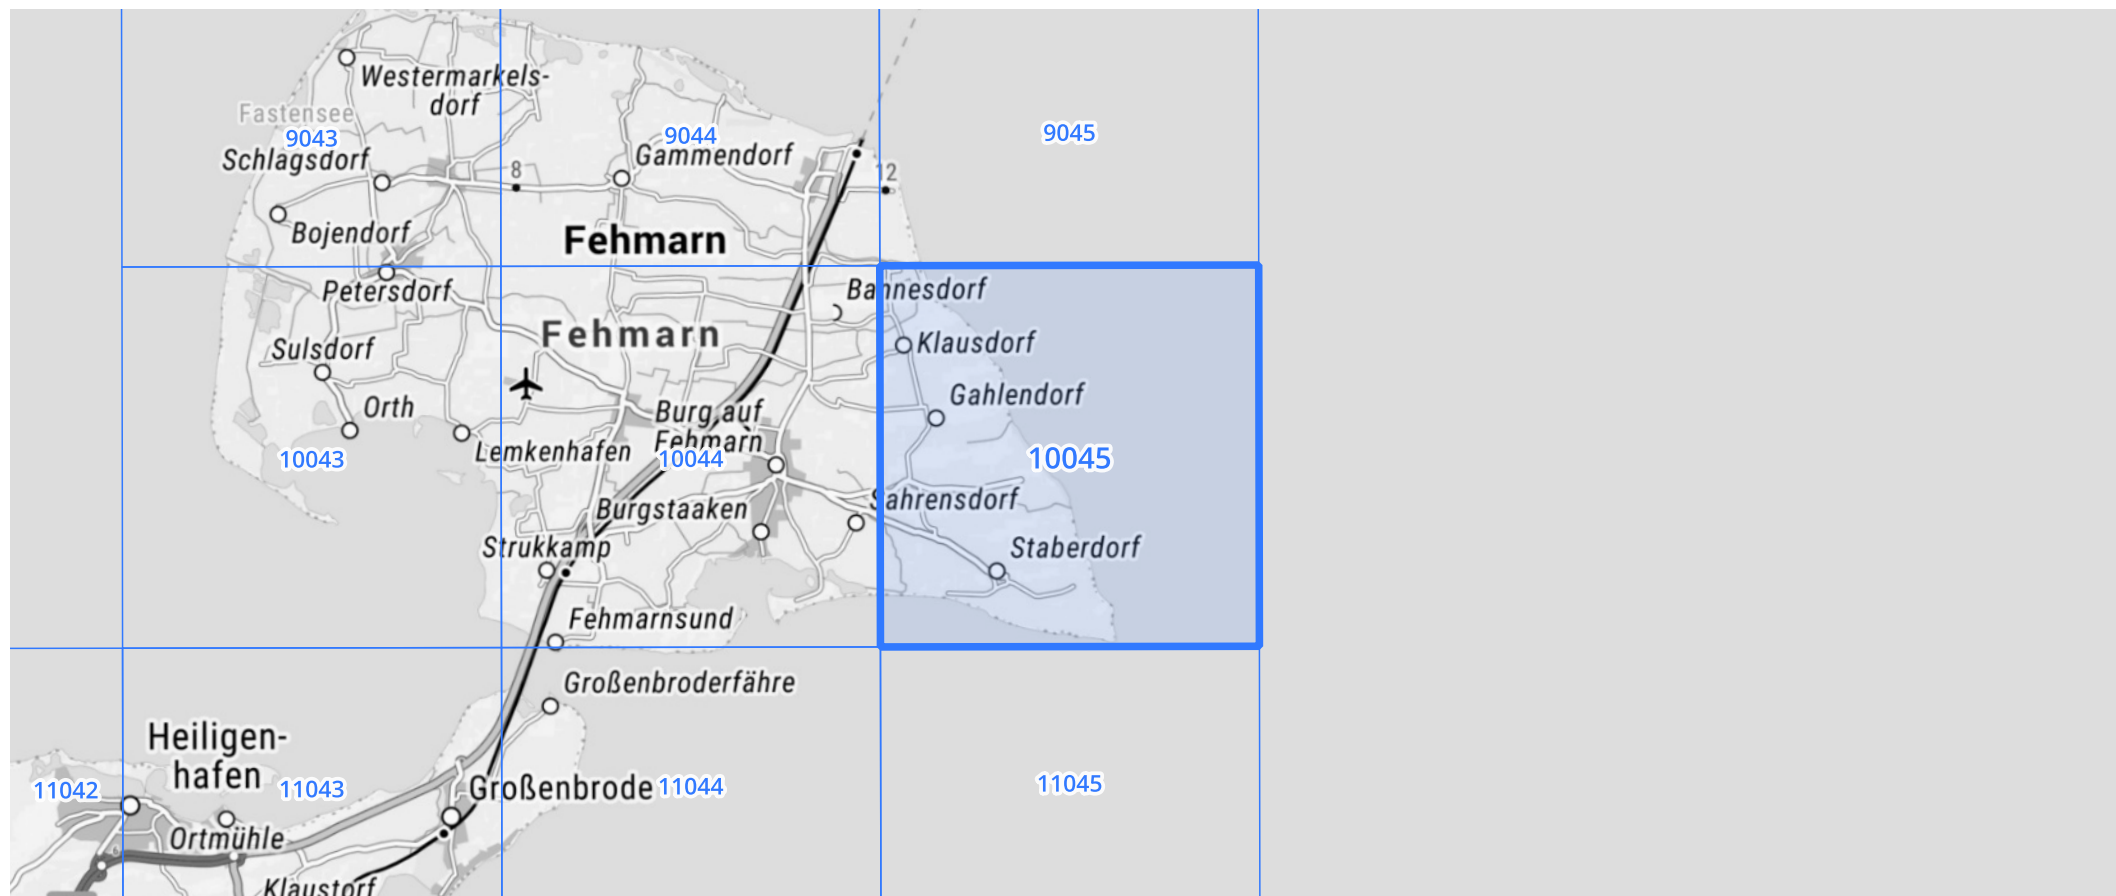 Westermarkels-
dorf
Fastensee
9043
9044
9045
Schlagsdorf
Gammendorf
8
12
Bojendorf
Fehmarn
Petersdorf
Bannesdorf
Fehmarn
Klausdorf
Sulsdorf
Gahlendorf
Orth
Burg auf
Fehmarn
Lemkenhafen
10043
10044
10045
Sahrensdorf
Burgstaaken
Strukkamp
Staberdorf
Fehmarnsund
Großenbroderfähre
Heiligen-
hafen
11042
11043
Großenbrode
11044
11045
Ortmühle
Klaustorf